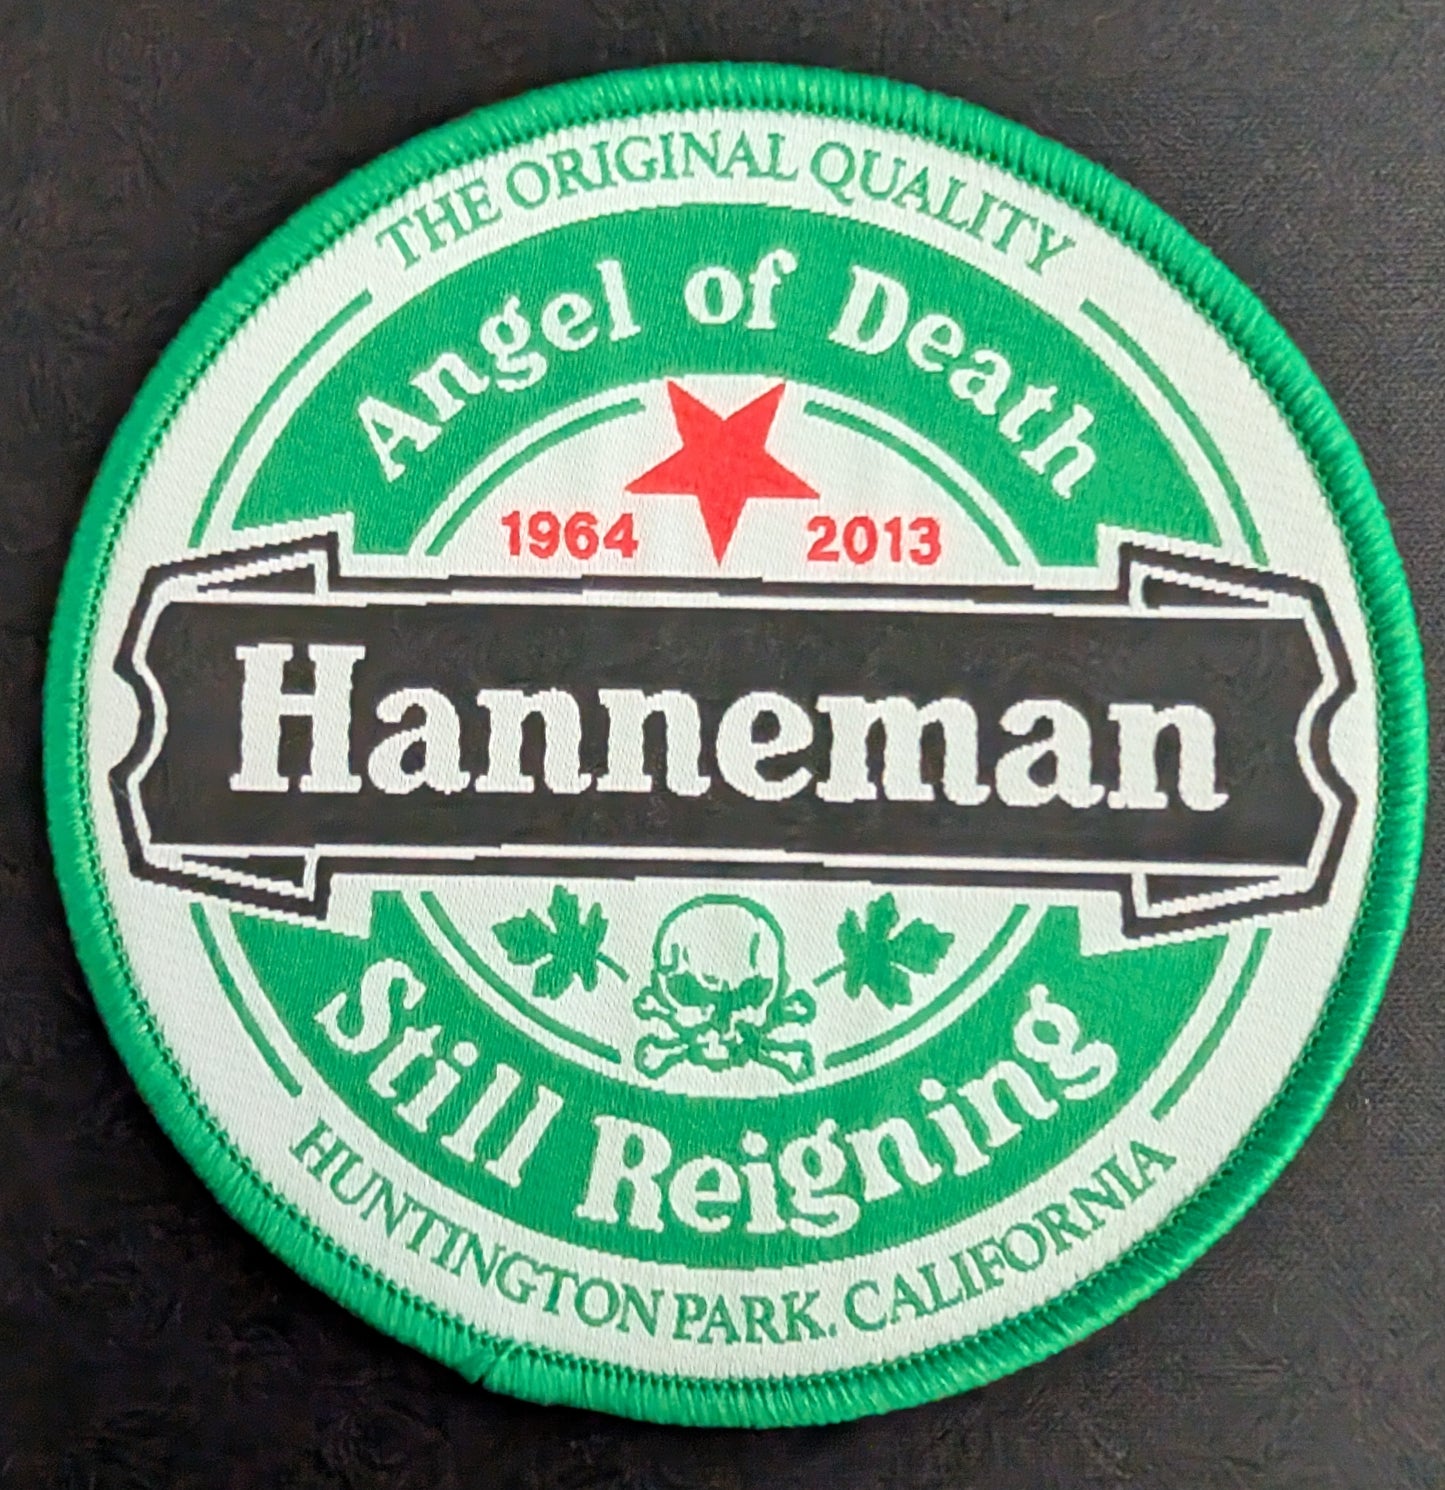 THE ORIGINAL QUALITY
Angel of Death
1964 2013
Hanneman
Still Reigning
HUNTINGTON PARK. CALIFORNIA